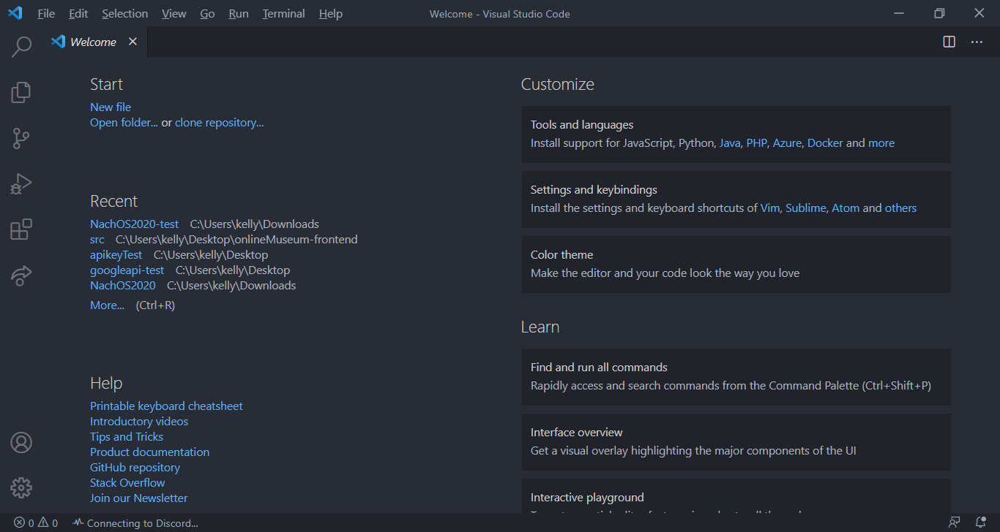 File Edit Selection View Go Run Terminal Help Welcome - Visual Studio Code
Welcome
Start
New file
Open folder... or clone repository...
Recent
NachOS2020-test C:\Users\kelly\Downloads
src C:\Users\kelly\Desktop\onlineMuseum-frontend
apikeyTest C:\Users\kelly\Desktop
googleapi-test C:\Users\kelly\Desktop
NachOS2020 C:\Users\kelly\Downloads
More... (Ctrl+R)
Help
Printable keyboard cheatsheet
Introductory videos
Tips and Tricks
Product documentation
GitHub repository
Stack Overflow
Join our Newsletter
Customize
Tools and languages
Install support for JavaScript, Python, Java, PHP, Azure, Docker and more
Settings and keybindings
Install the settings and keyboard shortcuts of Vim, Sublime, Atom and others
Color theme
Make the editor and your code look the way you love
Learn
Find and run all commands
Rapidly access and search commands from the Command Palette (Ctrl+Shift+P)
Interface overview
Get a visual overlay highlighting the major components of the UI
Interactive playground
0 0 Connecting to Discord...